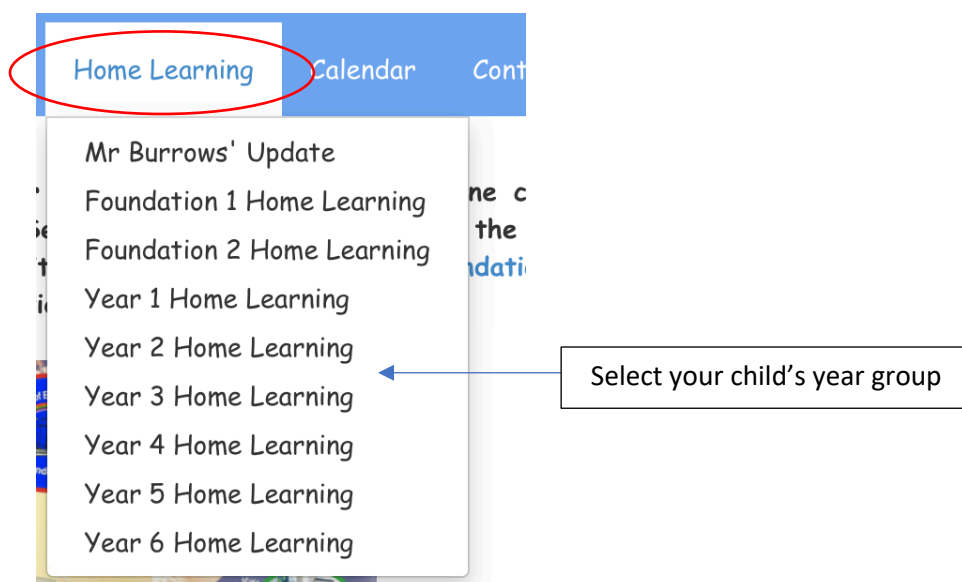 Home Learning Calendar
Mr Burrows' Update
Foundation 1 Home Learning
Foundation 2 Home Learning
Year 1 Home Learning
Year 2 Home Learning
Year 3 Home Learning
Year 4 Home Learning
Year 5 Home Learning
Year 6 Home Learning
the
Select your child's year group